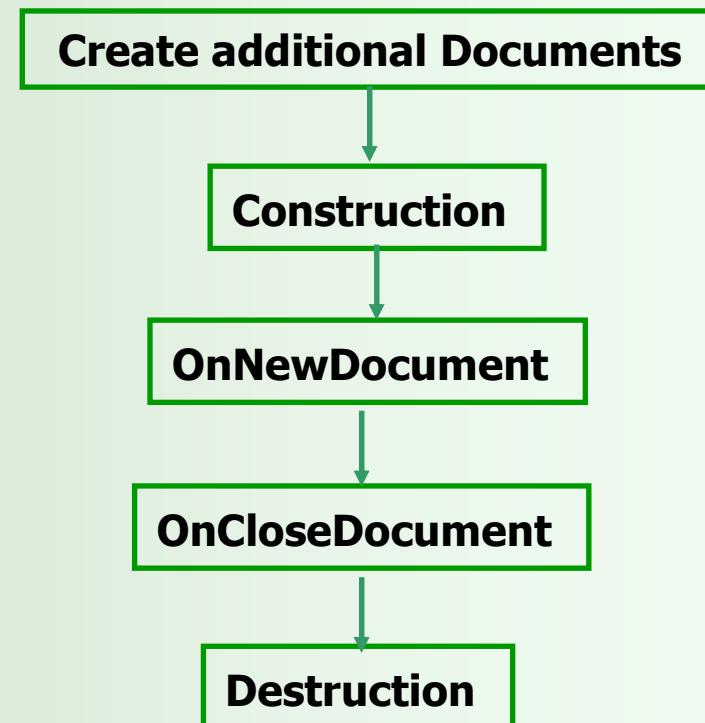 Create additional Documents
Construction
OnNewDocument
OnCloseDocument
Destruction